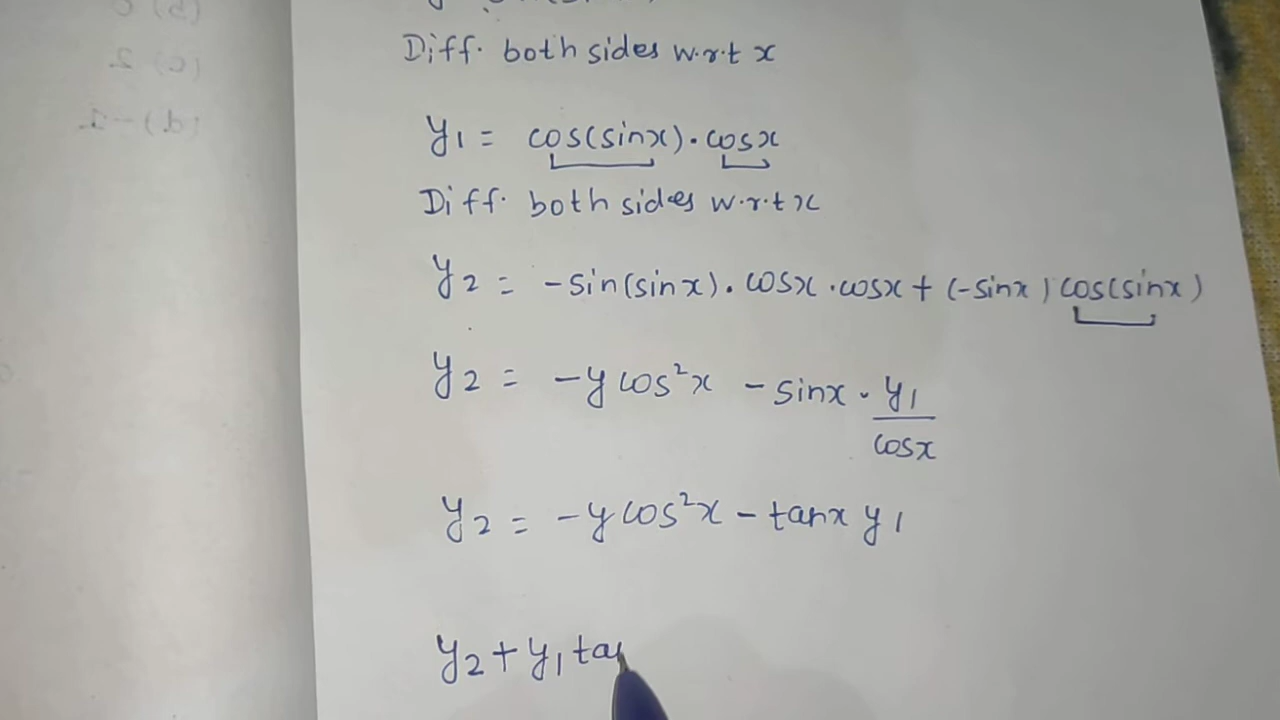 Diff. both sides w.r.t x
y1 = cos(sinx).cosx
Diff. both sides w.r.t x
y2 = -sin(sinx).cosx.cosx + (-sinx) cos(sinx)
y2 = -y cos²x - sinx. y1/cosx
y2 = -y cos²x - tanx y1
y2 + y1 tan